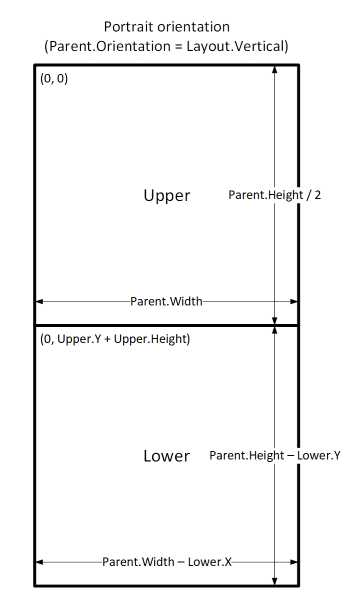 Portrait orientation
(Parent.Orientation = Layout.Vertical)
(0, 0)
Upper
Parent.Height / 2
Parent.Width
(0, Upper.Y + Upper.Height)
Lower
Parent.Height – Lower.Y
Parent.Width – Lower.X